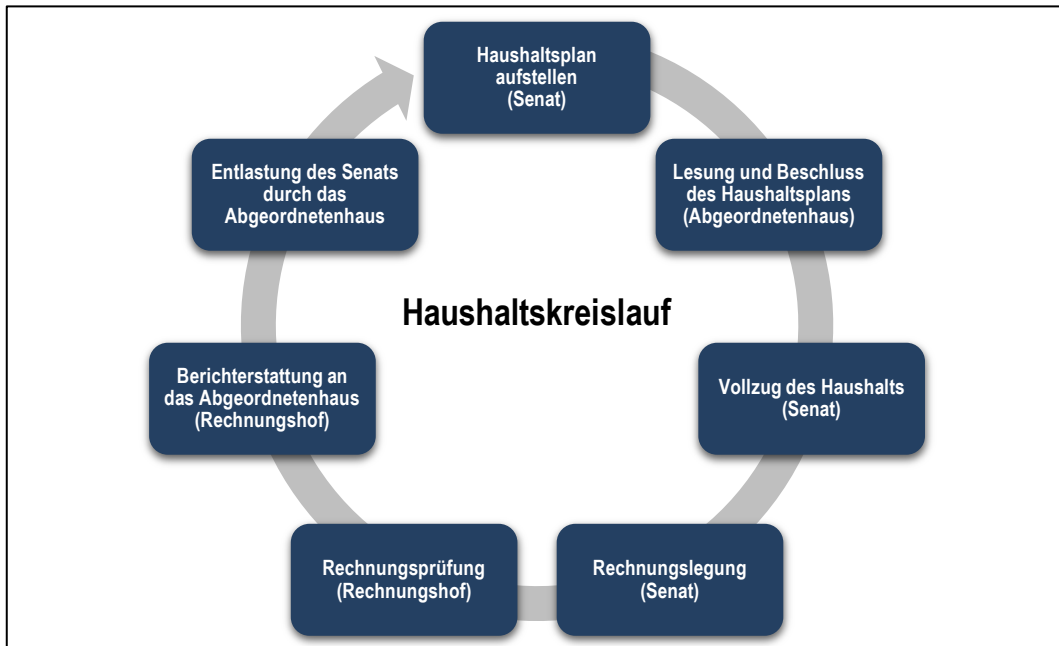 Haushaltsplan
aufstellen
(Senat)
Lesung und Beschluss
des Haushaltsplans
(Abgeordnetenhaus)
Vollzug des Haushalts
(Senat)
Rechnungslegung
(Senat)
Rechnungsprüfung
(Rechnungshof)
Berichterstattung an
das Abgeordnetenhaus
(Rechnungshof)
Entlastung des Senats
durch das
Abgeordnetenhaus
Haushaltskreislauf